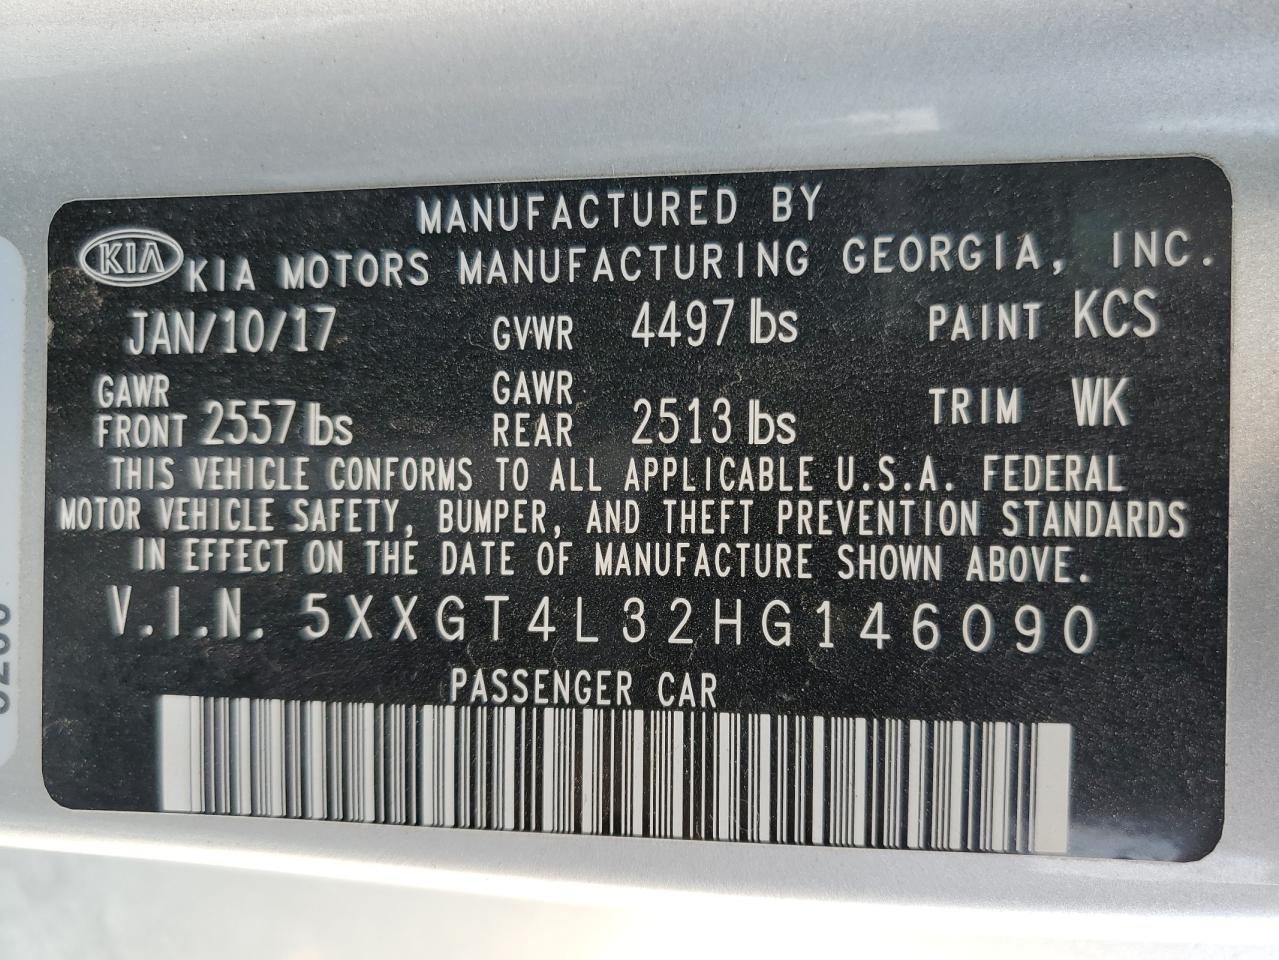 MANUFACTURED BY
KIA KIA MOTORS MANUFACTURING GEORGIA, INC.
JAN/10/17 GVWR 4497 lbs PAINT KCS
GAWR FRONT 2557 lbs GAWR REAR 2513 lbs TRIM WK
THIS VEHICLE CONFORMS TO ALL APPLICABLE U.S.A. FEDERAL
MOTOR VEHICLE SAFETY, BUMPER, AND THEFT PREVENTION STANDARDS
IN EFFECT ON THE DATE OF MANUFACTURE SHOWN ABOVE.
V.I.N. 5XXGT4L32HG146090
PASSENGER CAR